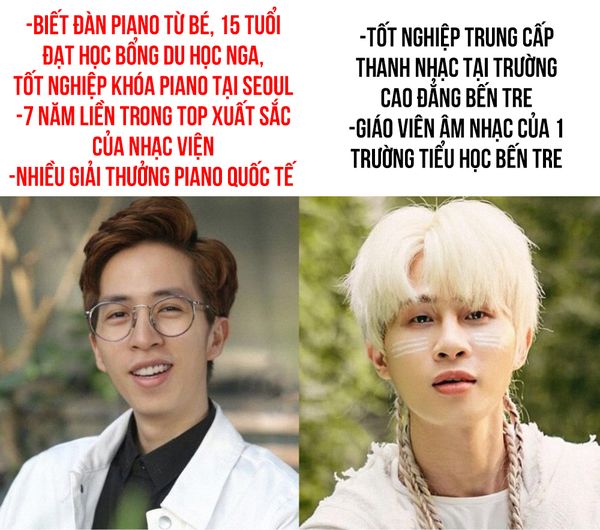 -BIẾT ĐÀN PIANO TỪ BÉ, 15 TUỔI
ĐẠT HỌC BỔNG DU HỌC NGA,
TỐT NGHIỆP KHÓA PIANO TẠI SEOUL
-7 NĂM LIỀN TRONG TOP XUẤT SẮC
CỦA NHẠC VIỆN
-NHIỀU GIẢI THƯỞNG PIANO QUỐC TẾ
-TỐT NGHIỆP TRUNG CẤP
THANH NHẠC TẠI TRƯỜNG
CAO ĐẲNG BẾN TRE
-GIÁO VIÊN ÂM NHẠC CỦA 1
TRƯỜNG TIỂU HỌC BẾN TRE